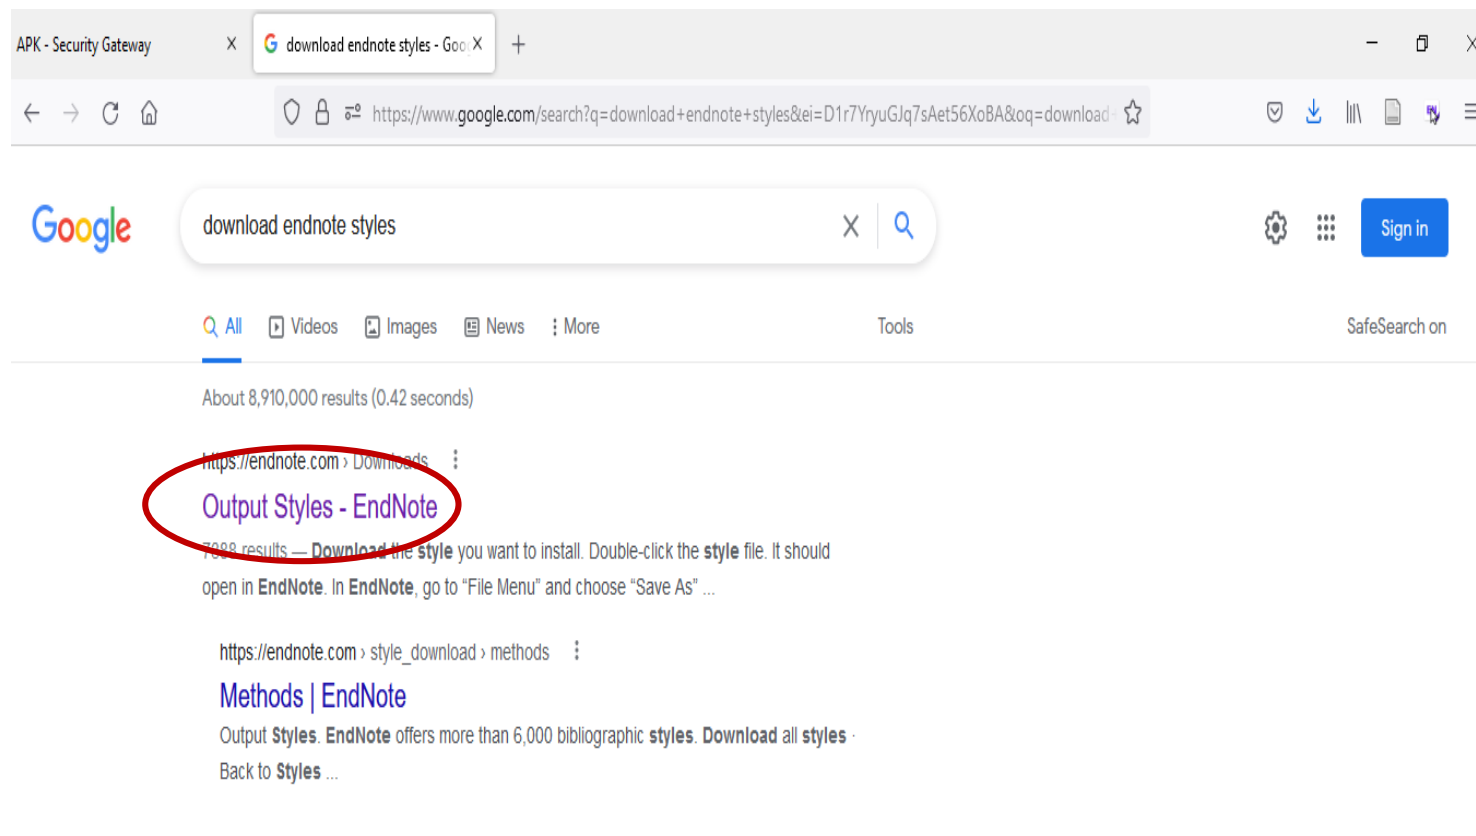 APK - Security Gateway
download endnote styles - Goo
https://www.google.com/search?q=download+endnote+styles&ei=D1r7YryuGJq7sAet56XoBA&oq=download+
Google
download endnote styles
Sign in
All Videos Images News More Tools SafeSearch on
About 8,910,000 results (0.42 seconds)
https://endnote.com › Downloads
Output Styles - EndNote
7088 results — Download the style you want to install. Double-click the style file. It should
open in EndNote. In EndNote, go to “File Menu” and choose “Save As” ...
https://endnote.com › style_download › methods
Methods | EndNote
Output Styles. EndNote offers more than 6,000 bibliographic styles. Download all styles ·
Back to Styles ...